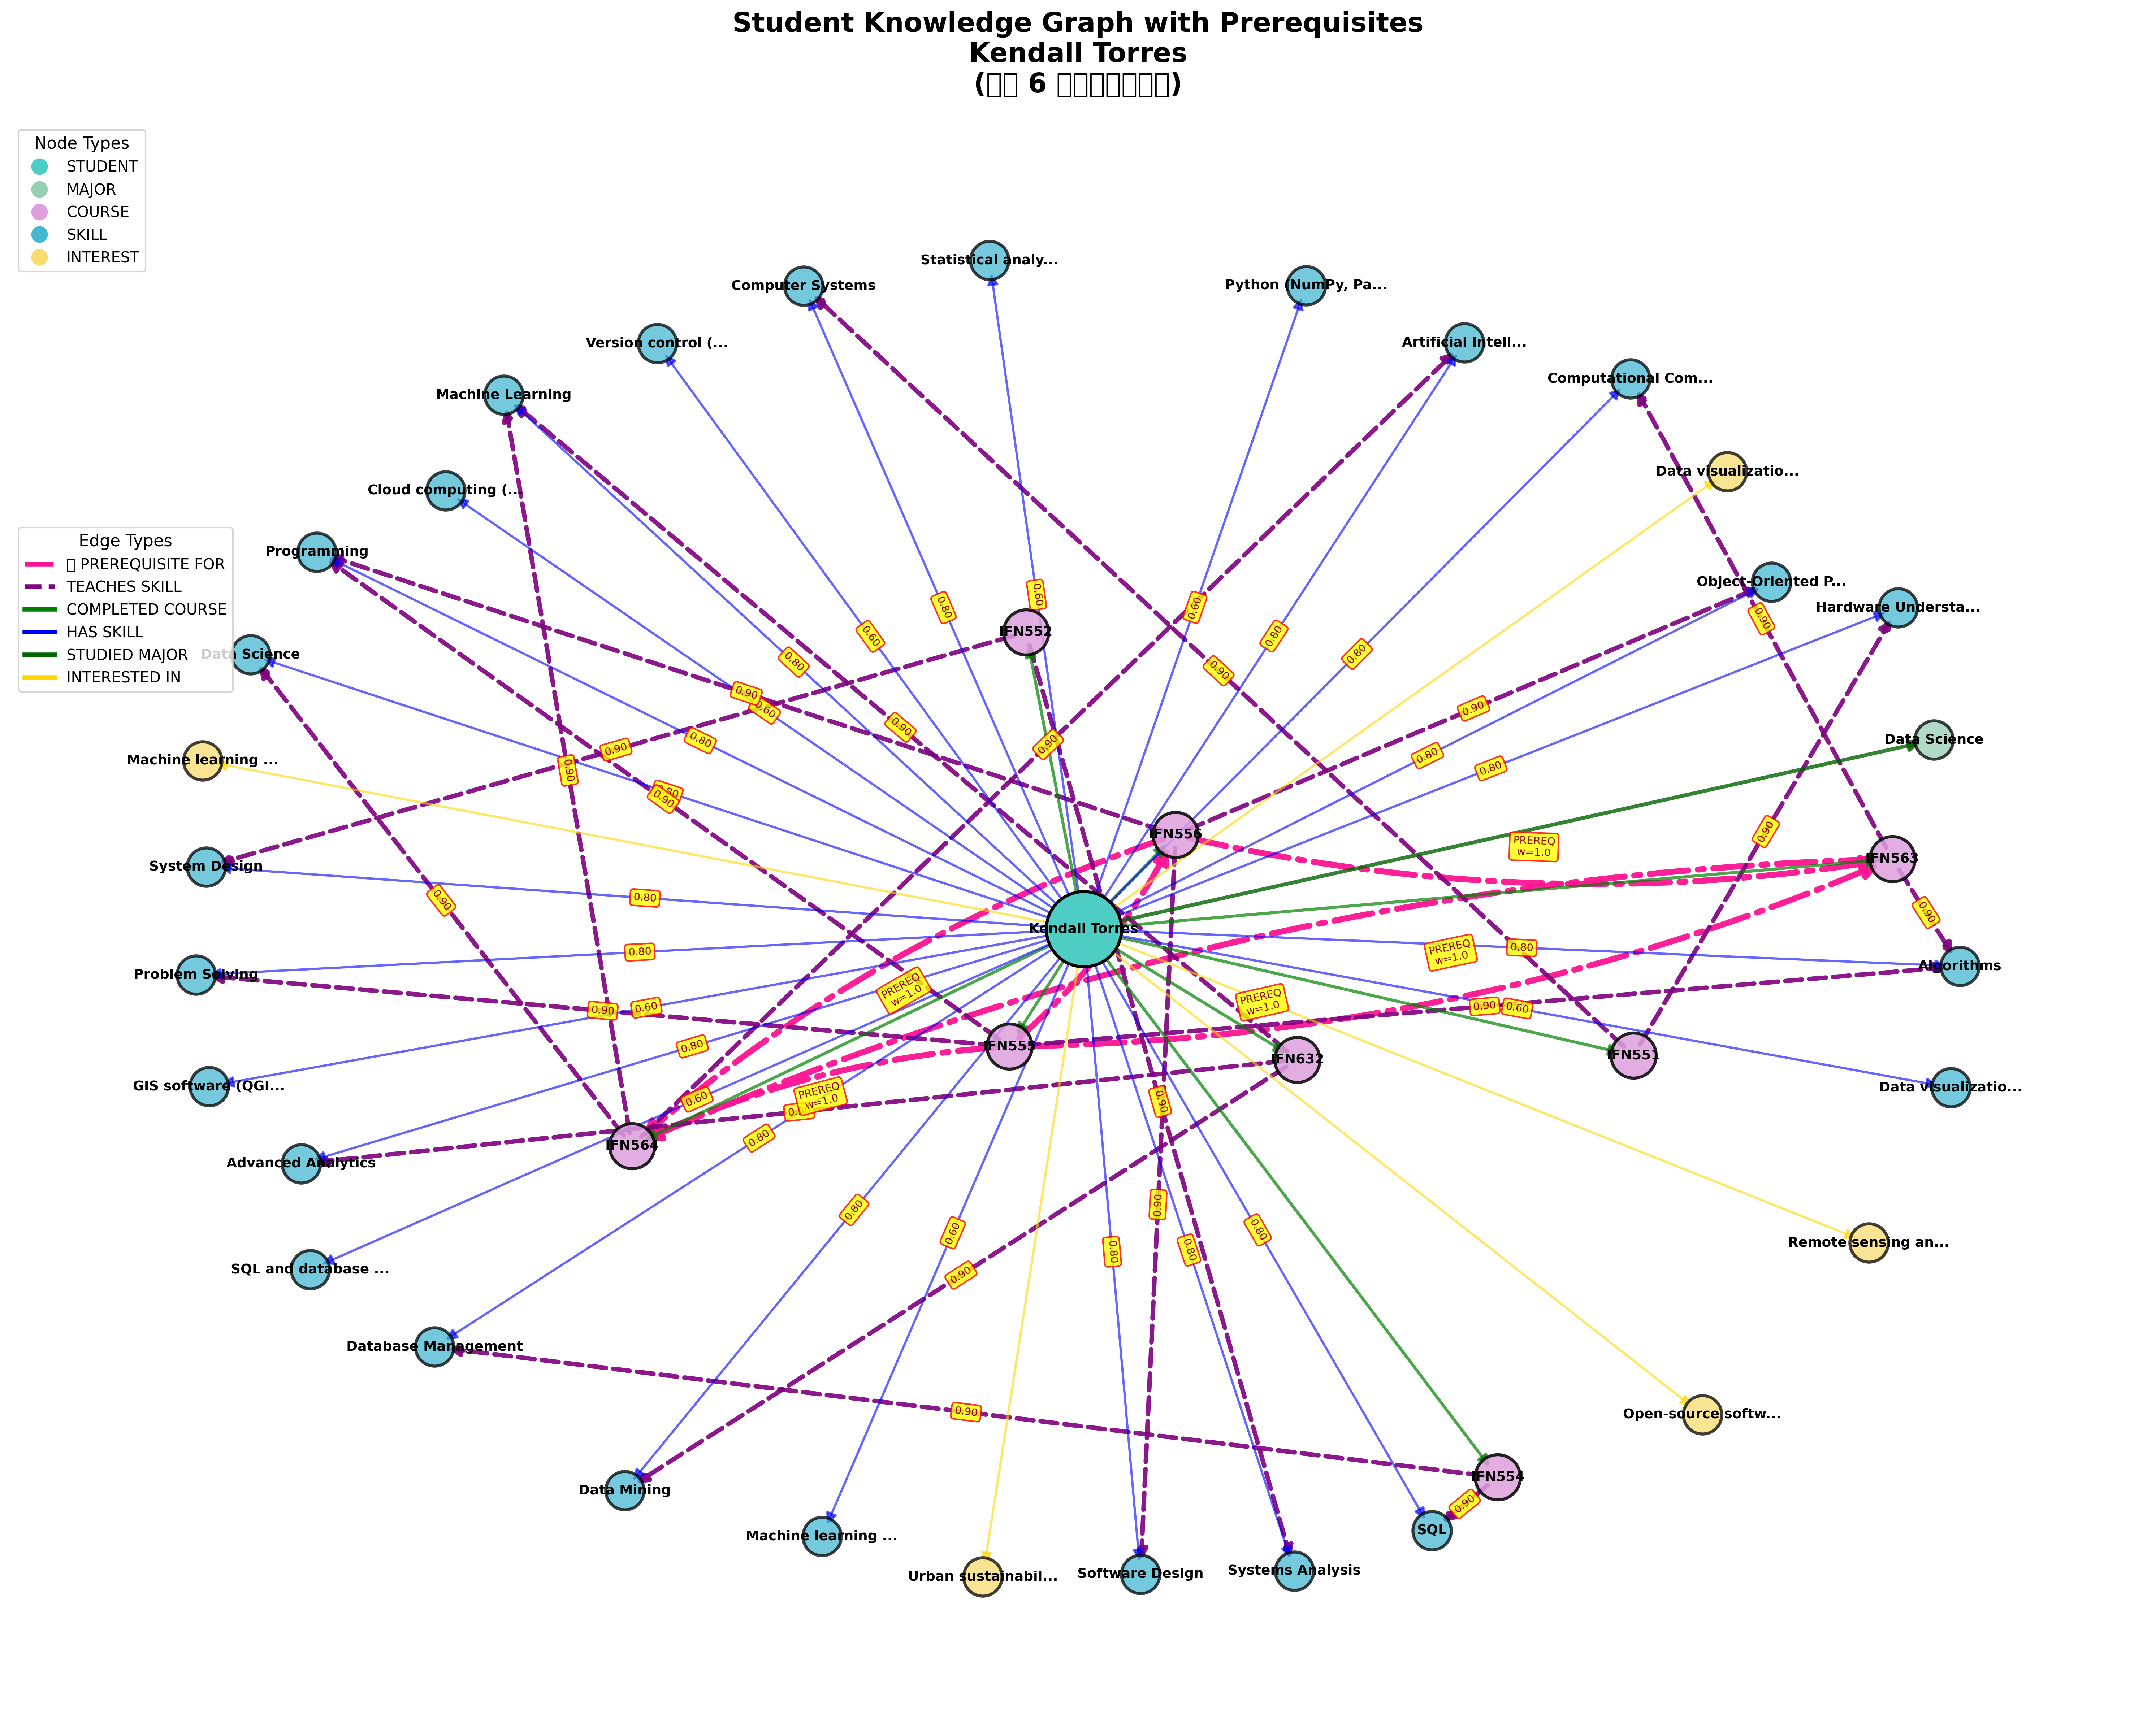 Student Knowledge Graph with Prerequisites
Kendall Torres
Node Types
STUDENT
MAJOR
COURSE
SKILL
INTEREST
Edge Types
PREREQUISITE FOR
TEACHES SKILL
COMPLETED COURSE
HAS SKILL
STUDIED MAJOR
INTERESTED IN
Statistical analy...
Computer Systems
Python (NumPy, Pa...
Version control (...
Artificial Intell...
Machine Learning
Computational Com...
Data visualizatio...
Cloud computing (...
Programming
Object-Oriented P...
Hardware Understa...
0.60
0.80
0.60
0.60
0.80
0.80
0.90
IFN552
Data Science
0.80
0.90
0.90
0.60
0.90
0.90
0.80
0.90
0.90
0.80
Data Science
Machine learning ...
0.90
0.80
0.80
0.90
IFN556
0.90
PREREQ
w=1.0
IFN563
System Design
0.90
0.80
0.90
Kendall Torres
0.80
PREREQ
w=1.0
0.80
Algorithms
Problem Solving
PREREQ
w=1.0
PREREQ
w=1.0
0.90
0.60
0.90
0.60
IFN555
0.80
IFN632
IFN551
GIS software (QGI...
0.60
PREREQ
w=1.0
0.90
Data visualizatio...
0.80
IFN564
Advanced Analytics
0.80
0.90
0.60
0.80
0.80
0.80
Remote sensing an...
SQL and database ...
0.90
Database Management
0.90
Open-source softw...
IFN554
Data Mining
0.90
SQL
Machine learning ...
Urban sustainabil...
Software Design
Systems Analysis